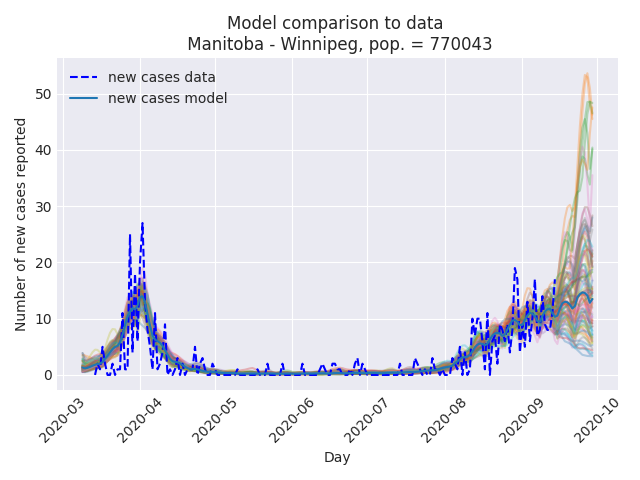 Model comparison to data
Manitoba - Winnipeg, pop. = 770043
new cases data
new cases model
Number of new cases reported
50
40
30
20
10
0
2020-03
2020-04
2020-05
2020-06
2020-07
2020-08
2020-09
2020-10
Day